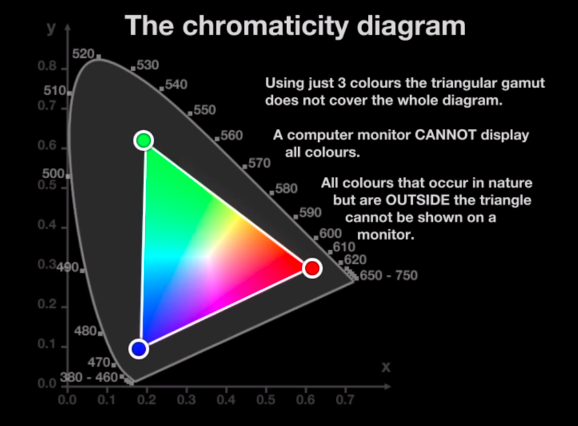 The chromaticity diagram
y
520
530
0.8
540
510
Using just 3 colours the triangular gamut
does not cover the whole diagram.
0.7
550
A computer monitor CANNOT display
all colours.
560
0.6
570
500
All colours that occur in nature
but are OUTSIDE the triangle
cannot be shown on a
monitor.
0.5
580
590
0.4
600
610
620
0.3
490
650 - 750
0.2
480
0.1
470
x
380 - 460
0.0
0.0 0.1 0.2 0.3 0.4 0.5 0.6 0.7